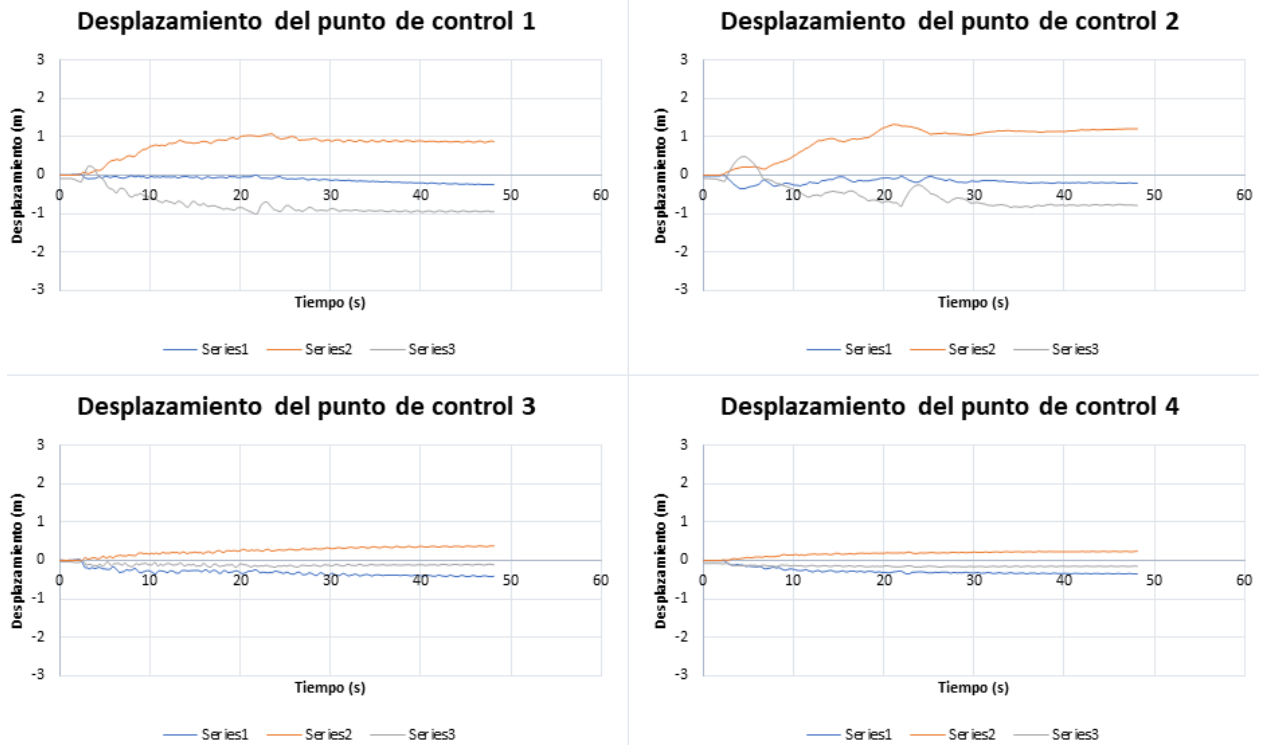 Desplazamiento del punto de control 1
Desplazamiento (m)
3
2
1
0
-1
-2
-3
0 10 20 30 40 50 60
Tiempo (s)
Series1 Series2 Series3
Desplazamiento del punto de control 2
Desplazamiento (m)
3
2
1
0
-1
-2
-3
0 10 20 30 40 50 60
Tiempo (s)
Series1 Series2 Series3
Desplazamiento del punto de control 3
Desplazamiento (m)
3
2
1
0
-1
-2
-3
0 10 20 30 40 50 60
Tiempo (s)
Series1 Series2 Series3
Desplazamiento del punto de control 4
Desplazamiento (m)
3
2
1
0
-1
-2
-3
0 10 20 30 40 50 60
Tiempo (s)
Series1 Series2 Series3